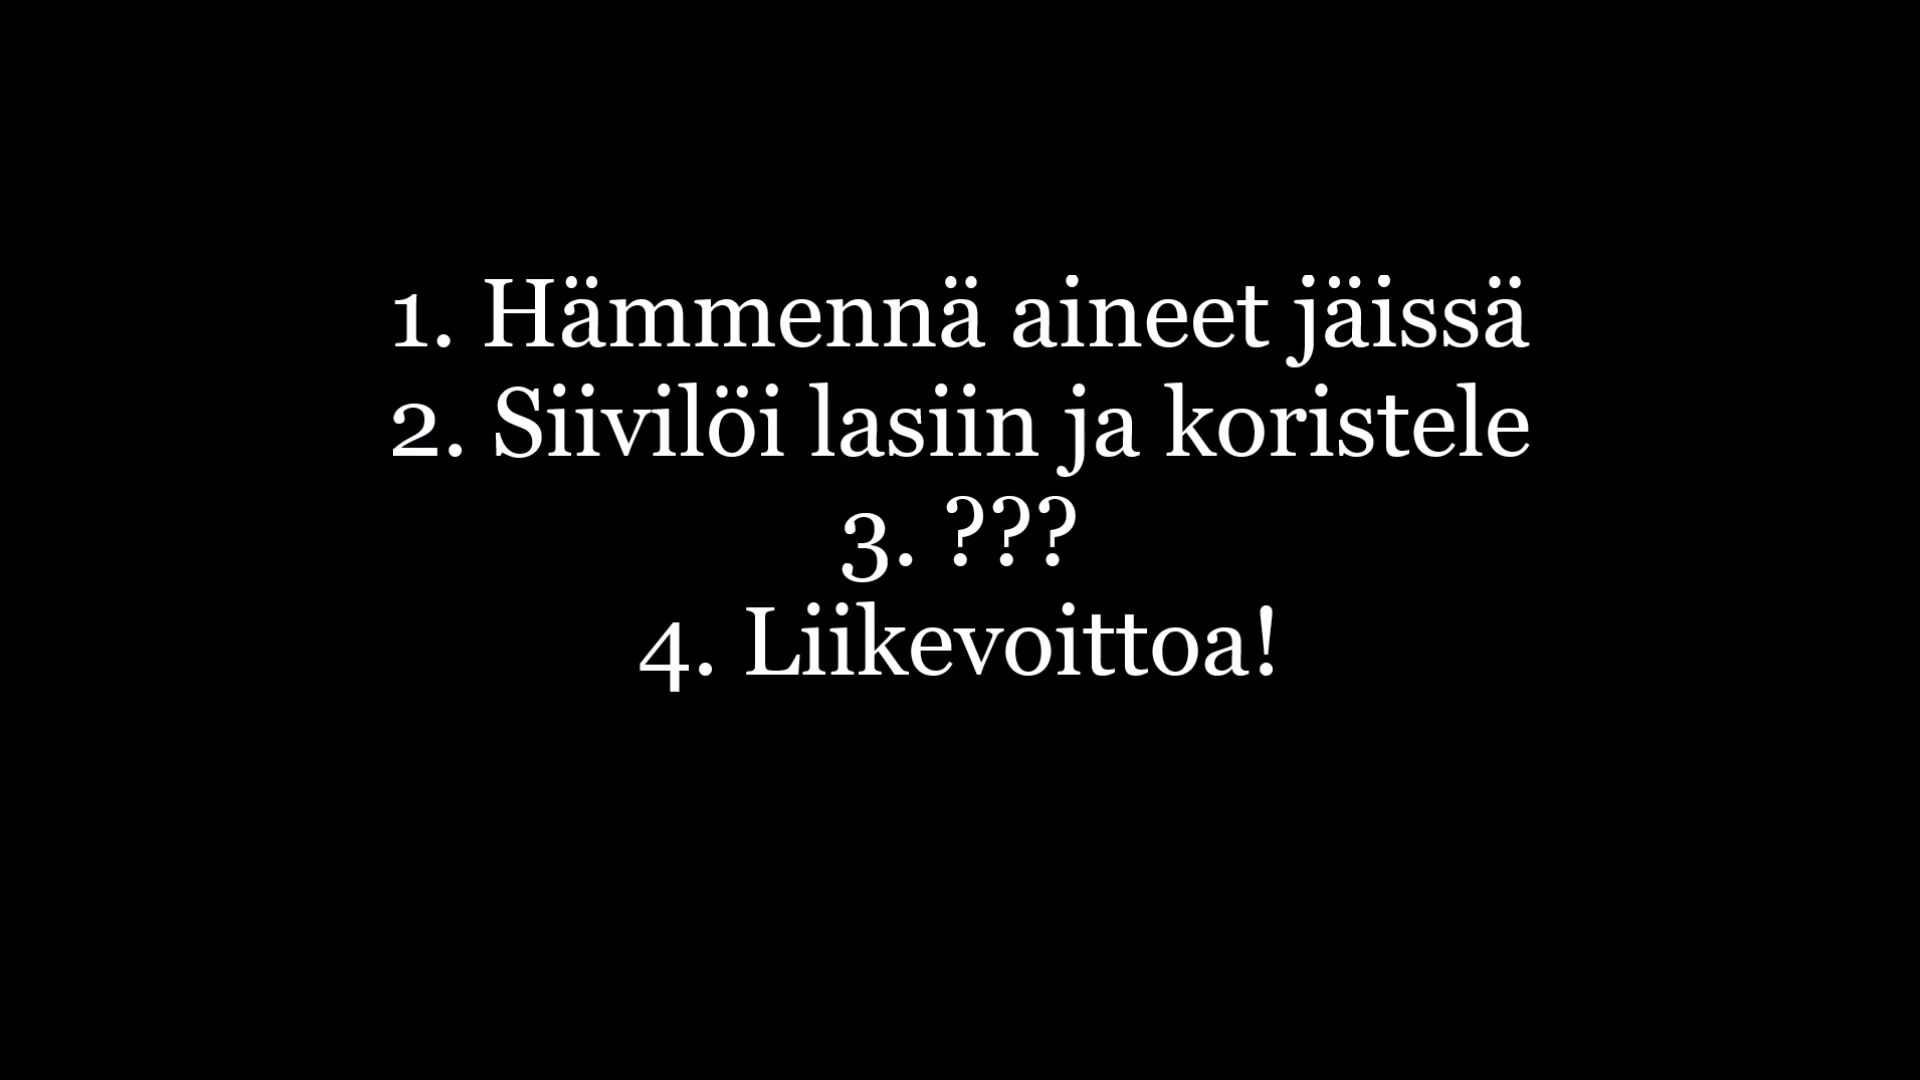 1. Hämmennä aineet jäissä
2. Siivilöi lasiin ja koristele
3. ???
4. Liikevoittoa!